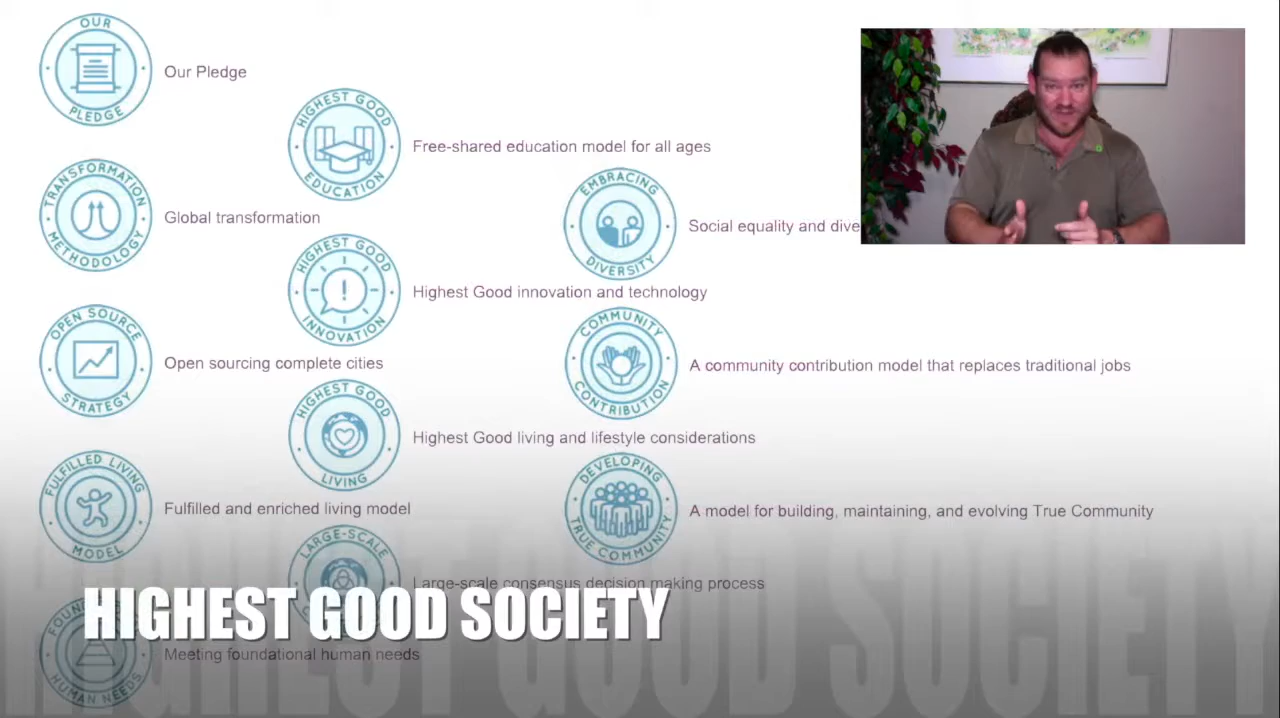 OUR PLEDGE
Our Pledge
HIGHEST GOOD EDUCATION
Free-shared education model for all ages
TRANSFORMATION METHODOLOGY
Global transformation
EMBRACING DIVERSITY
Social equality and dive
HIGHEST GOOD INNOVATION
Highest Good innovation and technology
OPEN SOURCE STRATEGY
Open sourcing complete cities
COMMUNITY CONTRIBUTION
A community contribution model that replaces traditional jobs
HIGHEST GOOD LIVING
Highest Good living and lifestyle considerations
FULFILLED LIVING MODEL
Fulfilled and enriched living model
DEVELOPING TRUE COMMUNITY
A model for building, maintaining, and evolving True Community
LARGE-SCALE
Large-scale consensus decision making process
HIGHEST GOOD SOCIETY
HUMAN NEEDS
Meeting foundational human needs
HIGHEST GOOD SOCIETY